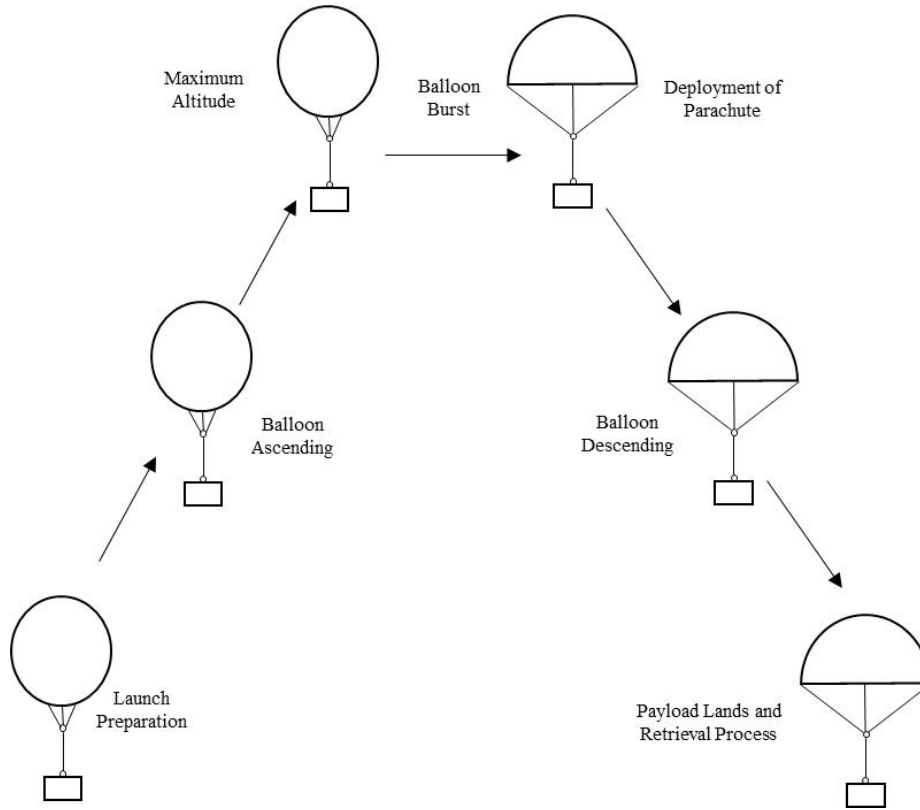 Maximum
Altitude
Balloon
Burst
Deployment of
Parachute
Balloon
Ascending
Balloon
Descending
Launch
Preparation
Payload Lands and
Retrieval Process